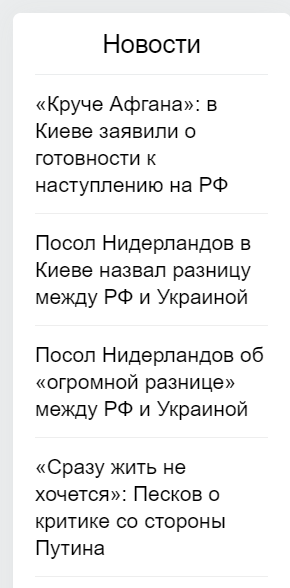 Новости
«Круче Афгана»: в
Киеве заявили о
готовности к
наступлению на РФ
Посол Нидерландов в
Киеве назвал разницу
между РФ и Украиной
Посол Нидерландов об
«огромной разнице»
между РФ и Украиной
«Сразу жить не
хочется»: Песков о
критике со стороны
Путина